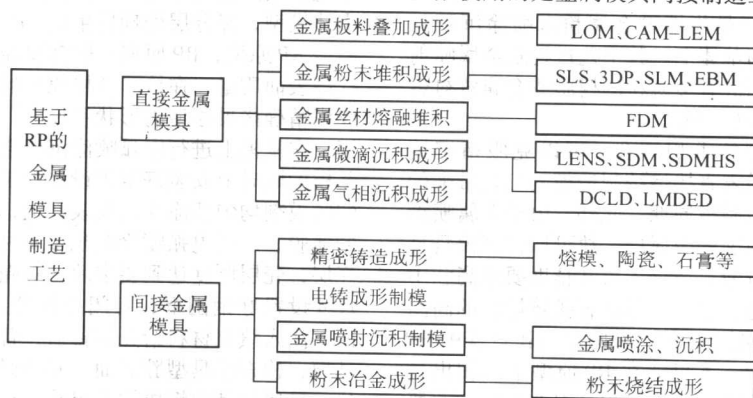 金属板料叠加成形
LOM、CAM–LEM
金属粉末堆积成形
SLS、3DP、SLM、EBM
直接金属
模具
金属丝材熔融堆积
FDM
金属微滴沉积成形
LENS、SDM、SDMHS
金属气相沉积成形
DCLD、LMDED
基于
RP的
金属
模具
制造
工艺
精密铸造成形
熔模、陶瓷、石膏等
间接金属
模具
电铸成形制模
金属喷射沉积制模
金属喷涂、沉积
粉末冶金成形
粉末烧结成形